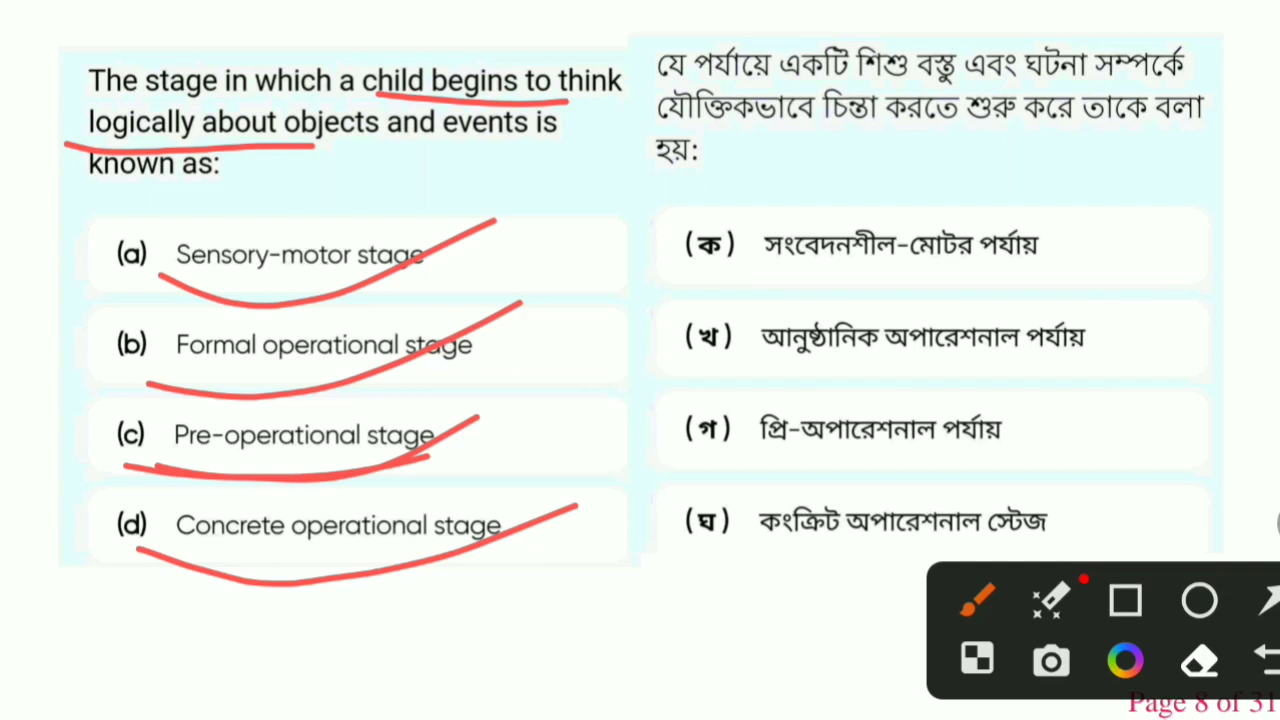 The stage in which a child begins to think
logically about objects and events is
known as:
(a) Sensory-motor stage
(b) Formal operational stage
(c) Pre-operational stage
(d) Concrete operational stage
যে পর্যায়ে একটি শিশু বস্তু এবং ঘটনা সম্পর্কে
যৌক্তিকভাবে চিন্তা করতে শুরু করে তাকে বলা
হয়:
(ক) সংবেদনশীল-মোটর পর্যায়
(খ) আনুষ্ঠানিক অপারেশনাল পর্যায়
(গ) প্রি-অপারেশনাল পর্যায়
(ঘ) কংক্রিট অপারেশনাল স্টেজ
Page 8 of 31